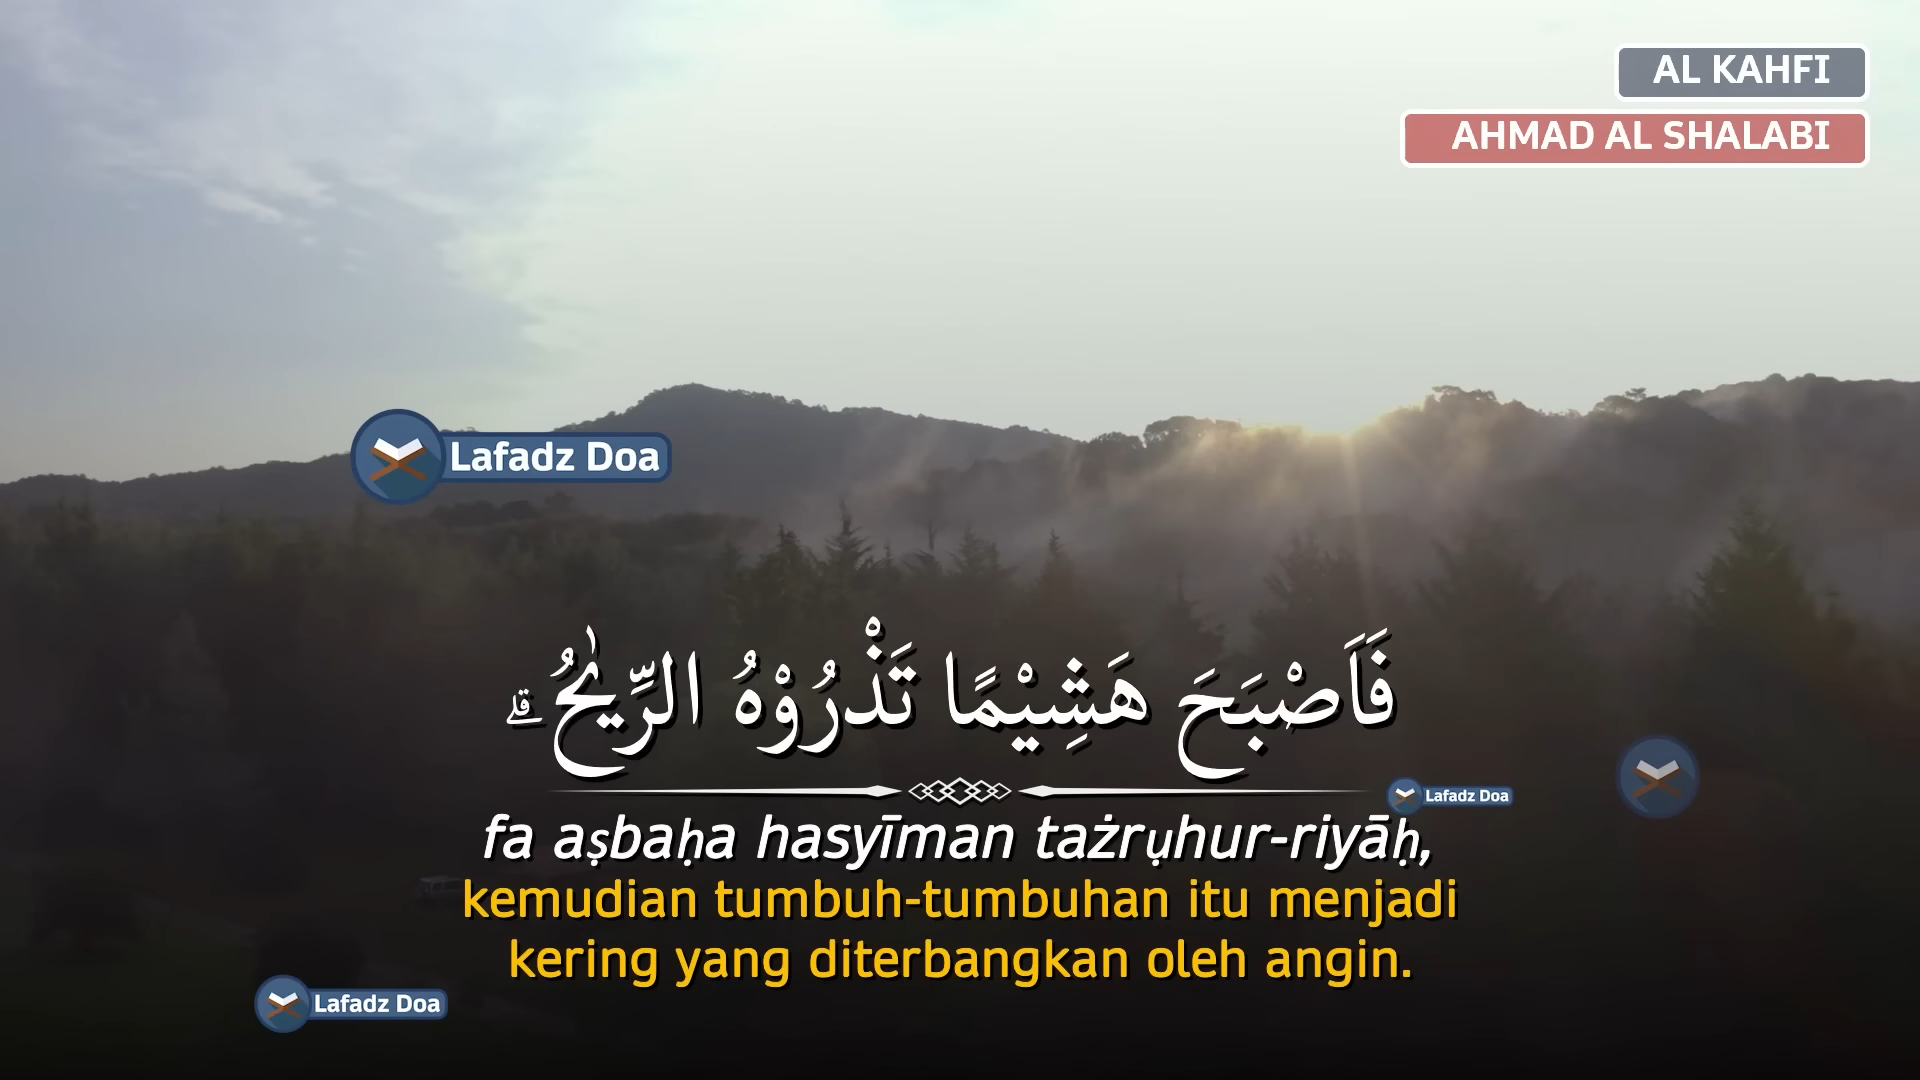 AL KAHFI
AHMAD AL SHALABI
Lafadz Doa
فَاَصْبَحَ هَشِيْمًا تَذْرُوْهُ الرِّيٰحُ ۗ
Lafadz Doa
fa aṣbaḥa hasyīman tażrụhur-riyāḥ,
kemudian tumbuh-tumbuhan itu menjadi
kering yang diterbangkan oleh angin.
Lafadz Doa